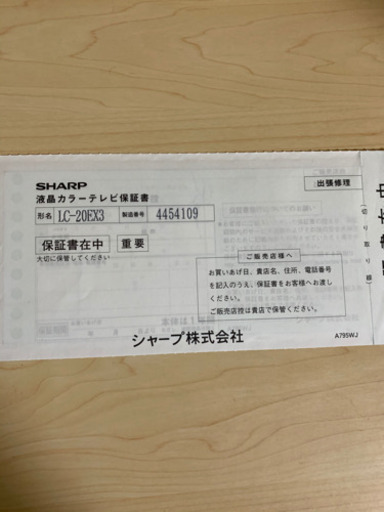 SHARP
液晶カラーテレビ保証書
出張修理
形名 LC-20EX3 製造番号 4454109
保証書在中 重要
大切に保管してください
ご販売店様へ
お買いあげ日、貴店名、住所、電話番号
を記入のうえ、保証書をお客様へお渡し
ください。
ご販売店控は貴店で保管ください。
シャープ株式会社
A795WJ
(切り取り線)